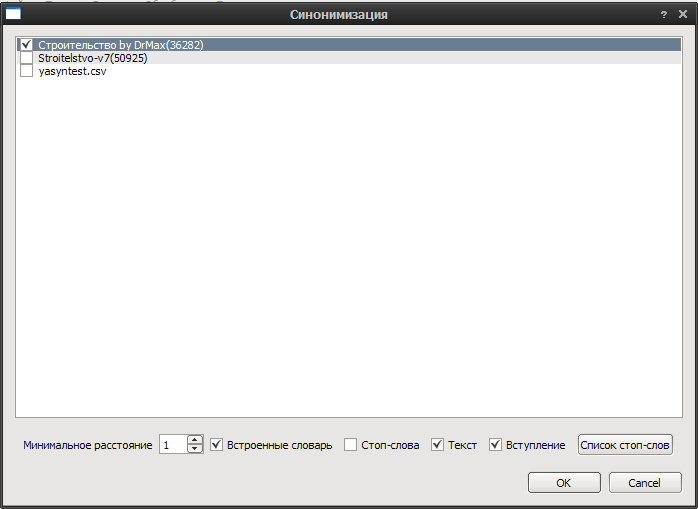 Синонимизация
?
Строительство by DrMax(36282)
Stroitelstvo-v7(50925)
yasyntest.csv
Минимальное расстояние 1 Встроенные словарь Стоп-слова Текст Вступление Список стоп-слов
OK Cancel